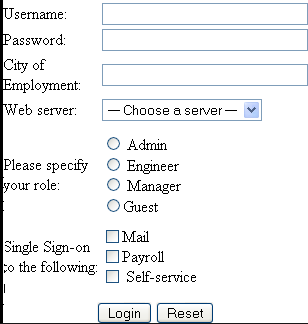 Username:
Password:
City of
Employment:
Web server: — Choose a server —
Admin
Please specify Engineer
your role: Manager
Guest
Mail
Single Sign-on Payroll
to the following: Self-service
Login Reset